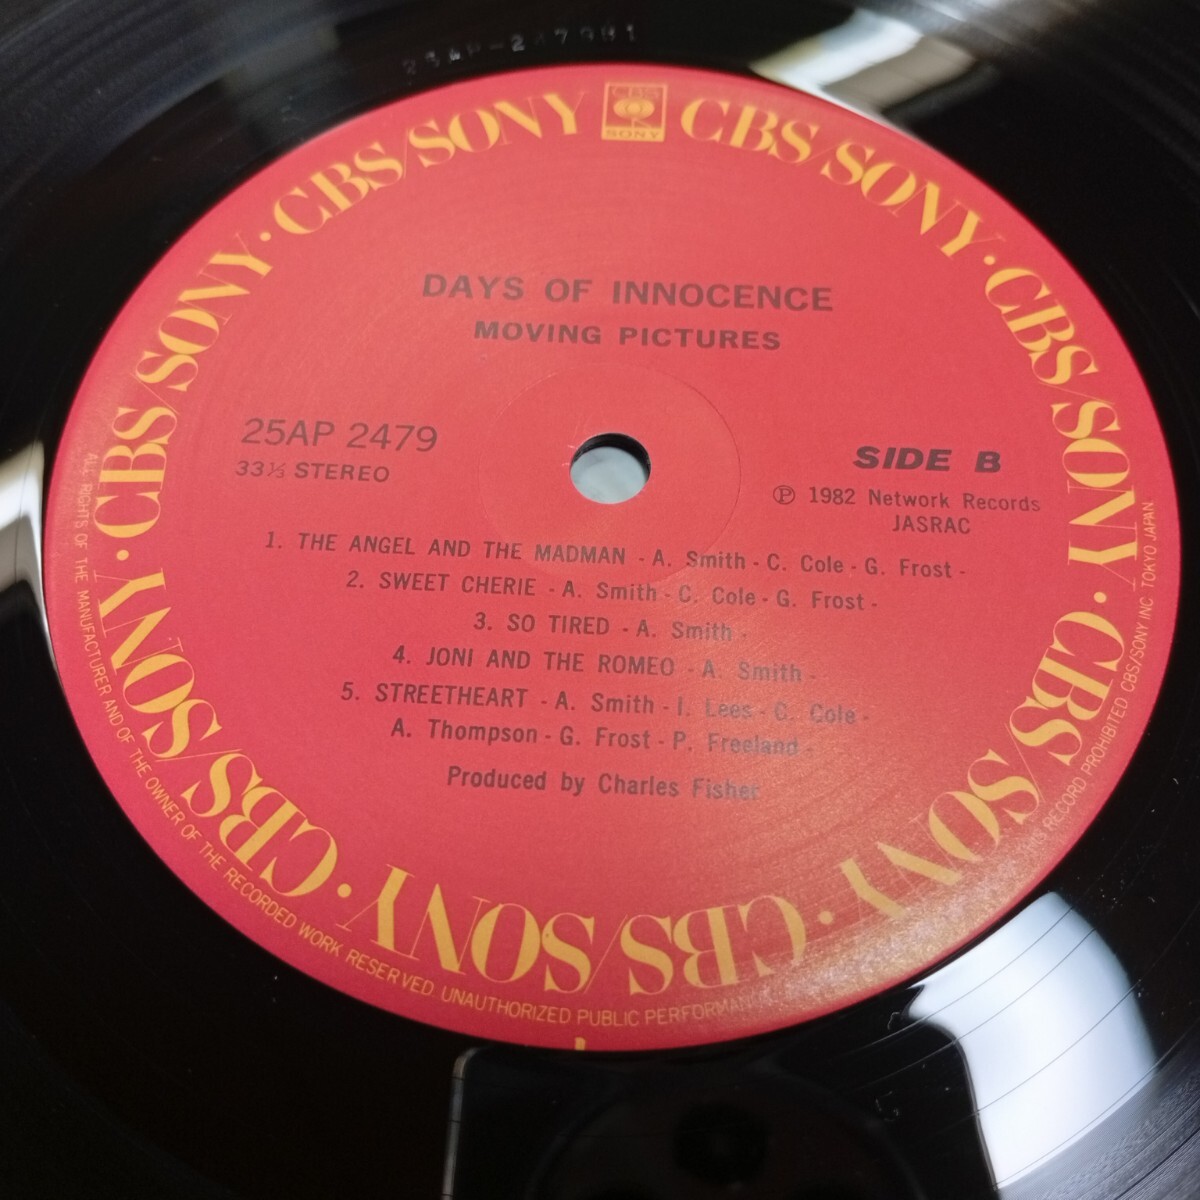 CBS
SONY
CBS/SONY · CBS/SONY · CBS/SONY · CBS/SONY · CBS/SONY · CBS/SONY · CBS/SONY · CBS/SONY
DAYS OF INNOCENCE
MOVING PICTURES
25AP 2479
33⅓ STEREO
SIDE B
Ⓟ 1982 Network Records
JASRAC
1. THE ANGEL AND THE MADMAN - A. Smith - C. Cole - G. Frost -
2. SWEET CHERIE - A. Smith - C. Cole - G. Frost -
3. SO TIRED - A. Smith -
4. JONI AND THE ROMEO - A. Smith -
5. STREETHEART - A. Smith - I. Lees - C. Cole -
A. Thompson - G. Frost - P. Freeland -
Produced by Charles Fisher
ALL RIGHTS OF THE MANUFACTURER AND OF THE OWNER OF THE RECORDED WORK RESERVED. UNAUTHORIZED PUBLIC PERFORMAN
RECORD PROHIBITED CBS/SONY INC TOKYO JAPAN